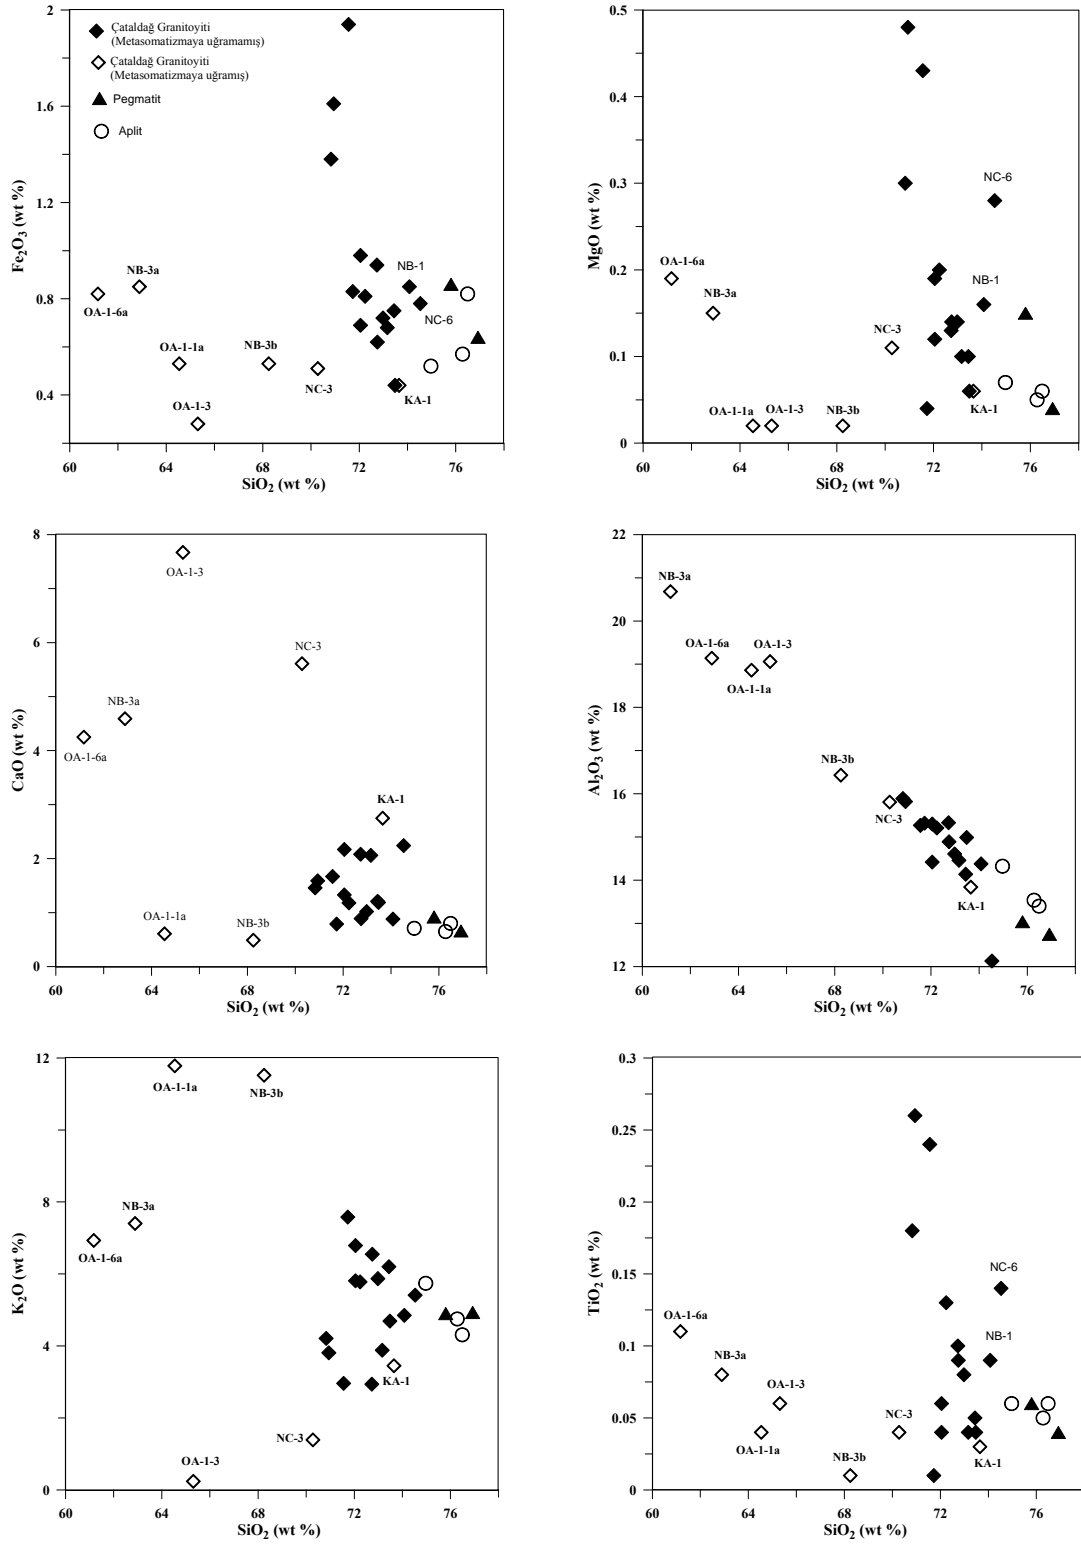 2
1.6
1.2
0.8
0.4
Fe₂O₃ (wt %)
Çataldağ Granitoyiti
(Metasomatizmaya uğramamış)
Çataldağ Granitoyiti
(Metasomatizmaya uğramış)
Pegmatit
Aplit
NB-3a
OA-1-6a
OA-1-1a
NB-3b
NC-3
OA-1-3
NB-1
NC-6
KA-1
60 64 68 72 76
SiO₂ (wt %)
0.5
0.4
0.3
0.2
0.1
0
MgO (wt %)
NC-6
OA-1-6a
NB-3a
NB-1
NC-3
OA-1-1a
OA-1-3
NB-3b
KA-1
60 64 68 72 76
SiO₂ (wt %)
8
6
4
2
0
CaO (wt %)
OA-1-3
NC-3
NB-3a
OA-1-6a
KA-1
OA-1-1a
NB-3b
60 64 68 72 76
SiO₂ (wt %)
22
20
18
16
14
12
Al₂O₃ (wt %)
NB-3a
OA-1-6a
OA-1-3
OA-1-1a
NB-3b
NC-3
KA-1
60 64 68 72 76
SiO₂ (wt %)
12
8
4
0
K₂O (wt %)
OA-1-1a
NB-3b
NB-3a
OA-1-6a
KA-1
NC-3
OA-1-3
60 64 68 72 76
SiO₂ (wt %)
0.3
0.25
0.2
0.15
0.1
0.05
0
TiO₂ (wt %)
NC-6
OA-1-6a
NB-1
NB-3a
OA-1-3
NC-3
OA-1-1a
NB-3b
KA-1
60 64 68 72 76
SiO₂ (wt %)